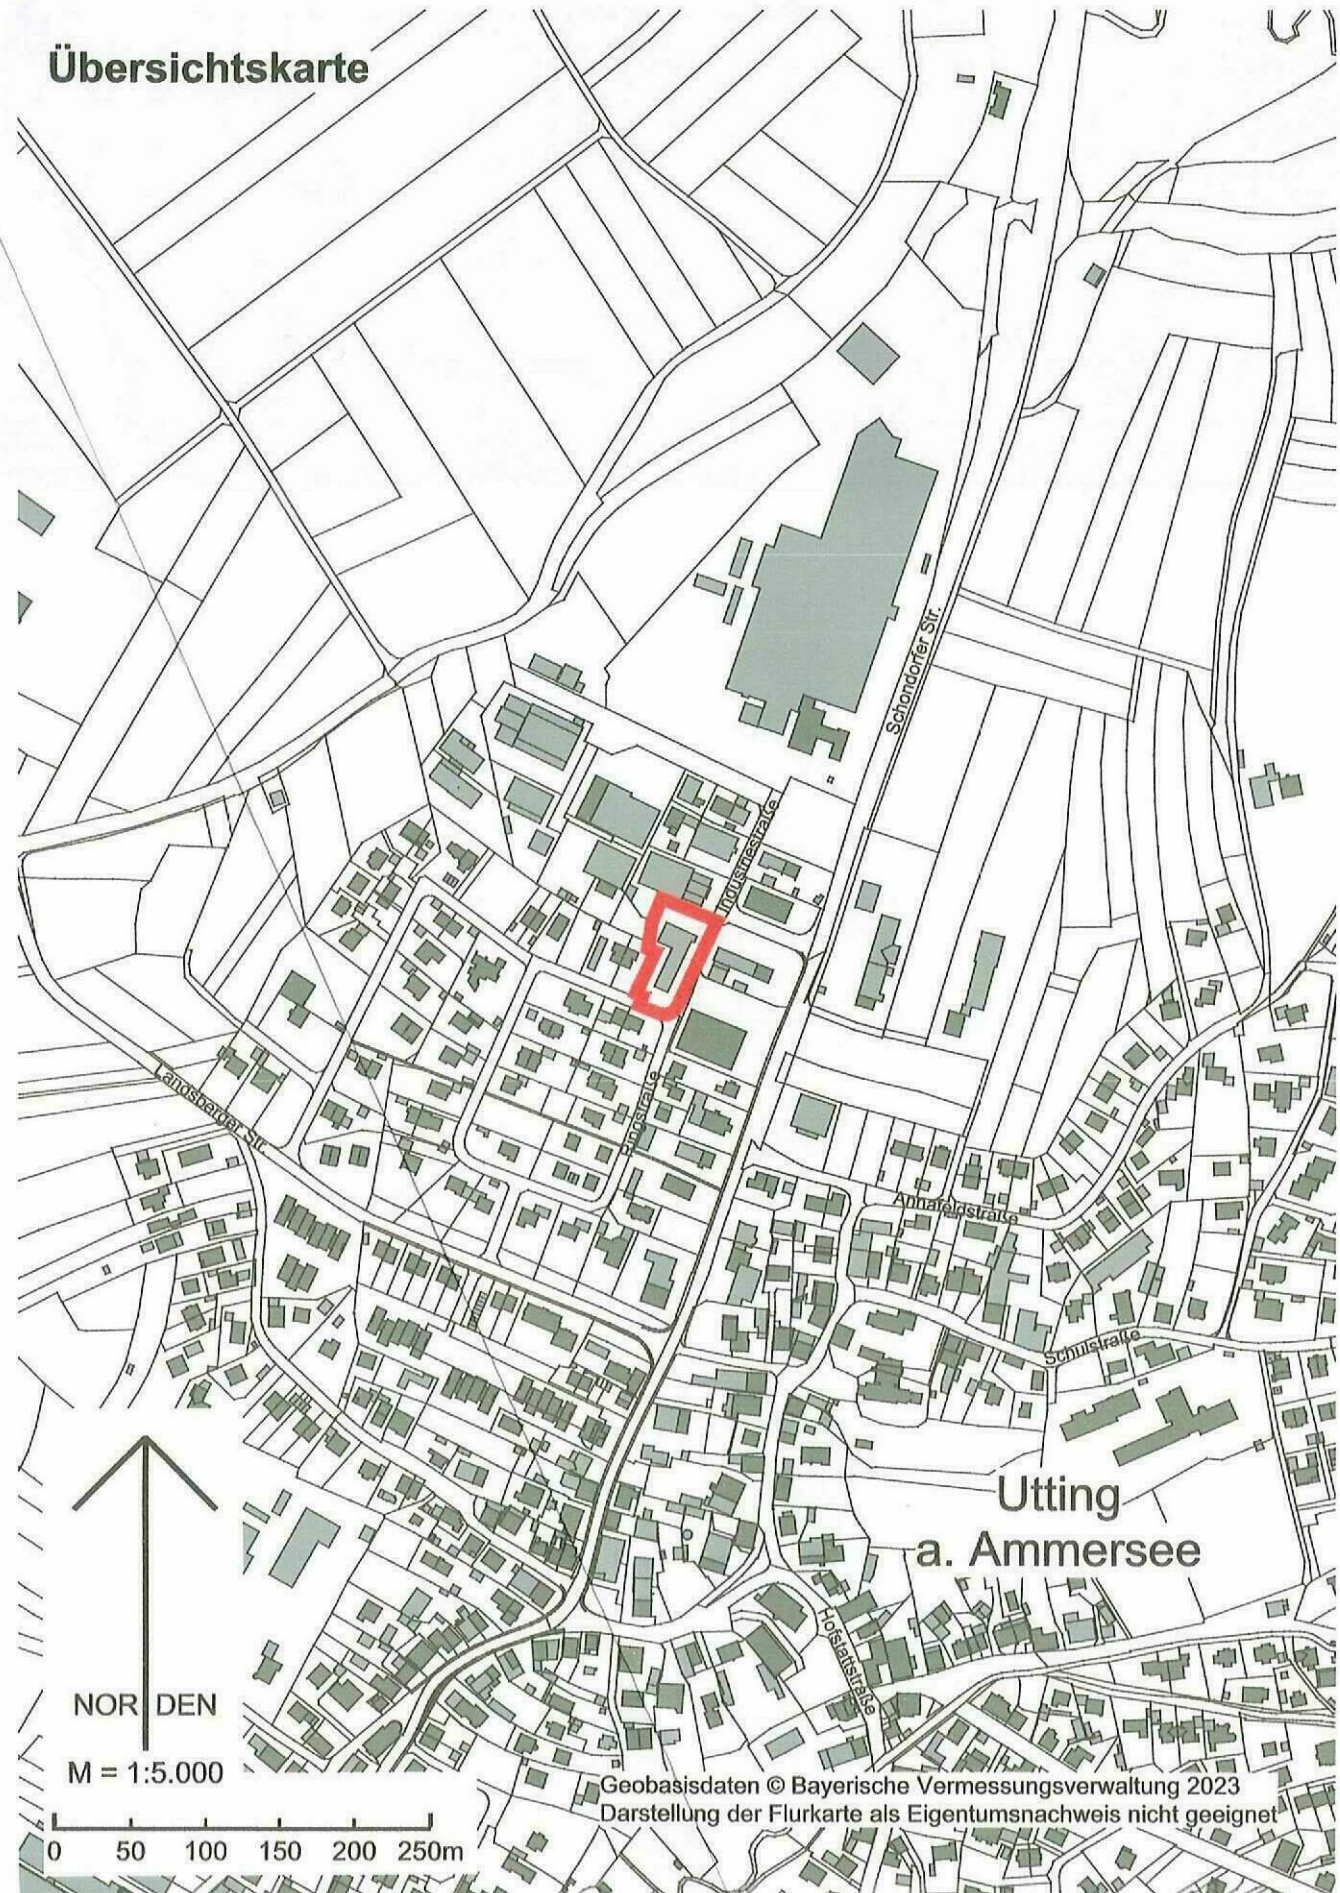 Übersichtskarte
Schondorfer Str.
Industriestraße
Landsberger Str.
Ringstraße
Annafeldstraße
Schulstraße
Utting
a. Ammersee
Hofstattstraße
NORDEN
M = 1:5.000
0 50 100 150 200 250m
Geobasisdaten © Bayerische Vermessungsverwaltung 2023
Darstellung der Flurkarte als Eigentumsnachweis nicht geeignet